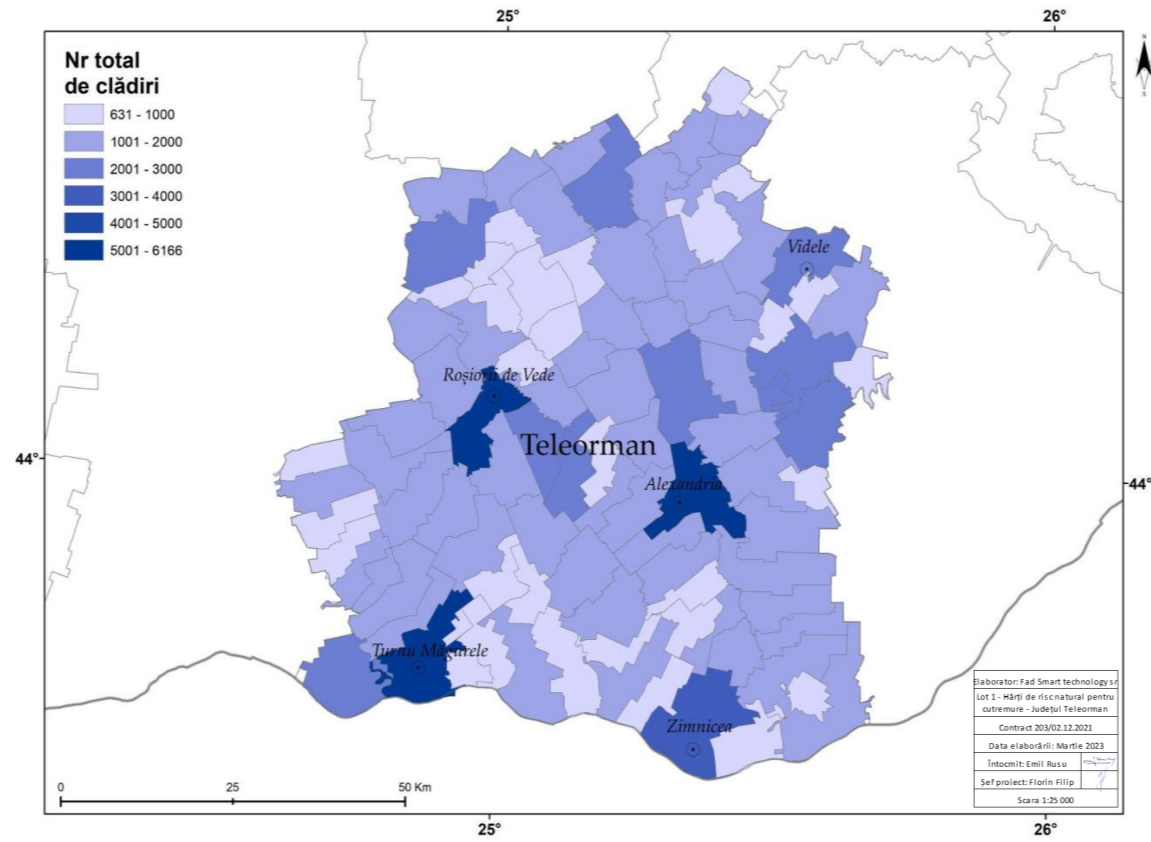 25°
26°
N
S
Nr total
de clădiri
631 - 1000
1001 - 2000
2001 - 3000
3001 - 4000
4001 - 5000
5001 - 6166
Videle
Roșiorii de Vede
Teleorman
44°
Alexandria
44°
Turnu Măgurele
Zimnicea
Elaborator: Fad Smart technology sr
Lot 1 - Hărți de risc natural pentru
cutremure - Județul Teleorman
Contract 203/02.12.2021
Data elaborării: Martie 2023
Întocmit: Emil Rusu
Șef proiect: Florin Filip
Scara 1:25 000
0
25
50 Km
25°
26°